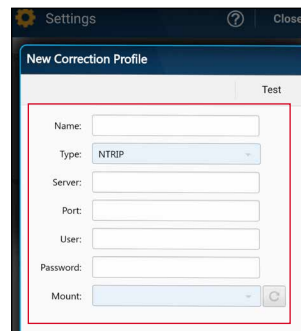 Settings
Close
New Correction Profile
Test
Name:
Type: NTRIP
Server:
Port:
User:
Password:
Mount: